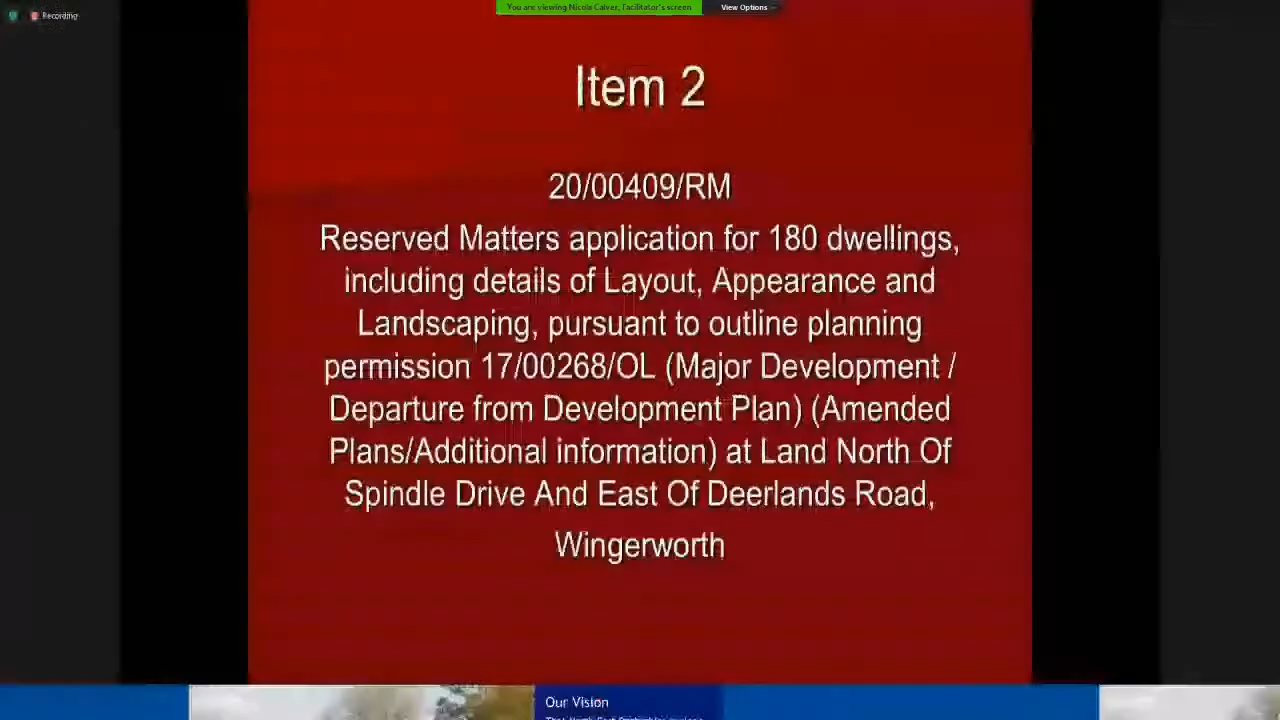 Recording
You are viewing Nicola Calver, Facilitator's screen
View Options
Item 2
20/00409/RM
Reserved Matters application for 180 dwellings,
including details of Layout, Appearance and
Landscaping, pursuant to outline planning
permission 17/00268/OL (Major Development /
Departure from Development Plan) (Amended
Plans/Additional information) at Land North Of
Spindle Drive And East Of Deerlands Road,
Wingerworth
Our Vision